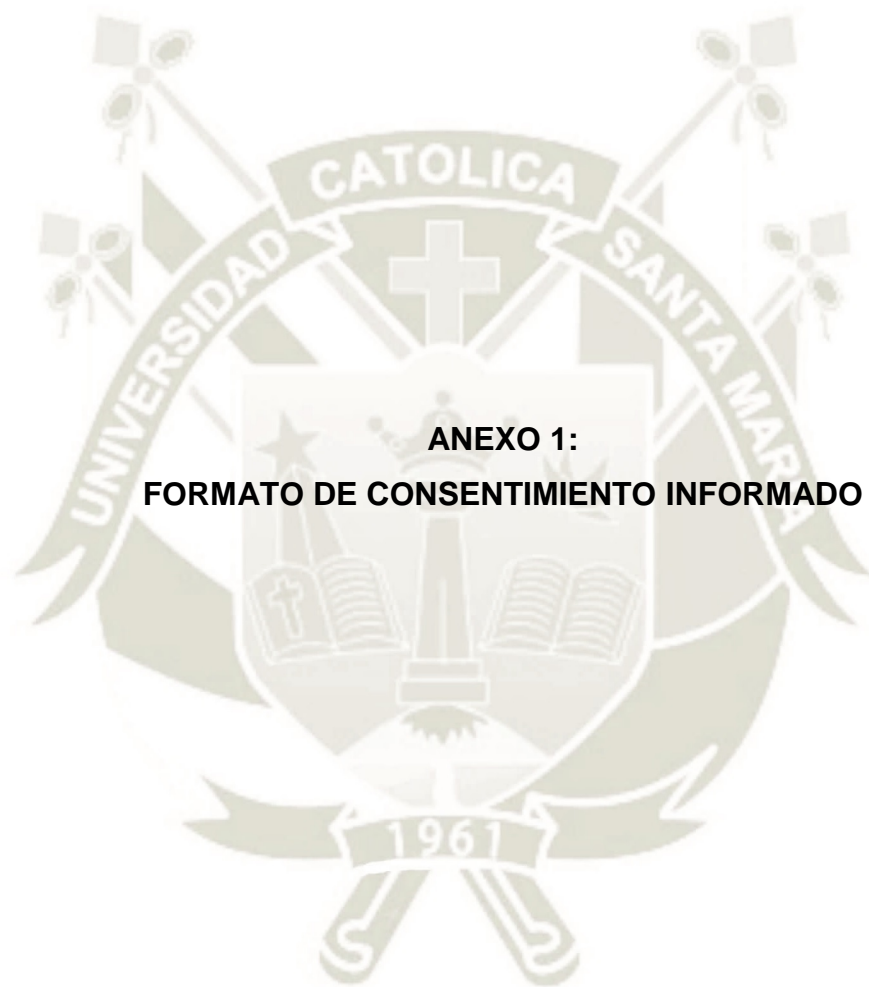 CATOLICA
UNIVERSIDAD
SANTA MARIA
ANEXO 1:
FORMATO DE CONSENTIMIENTO INFORMADO
1961